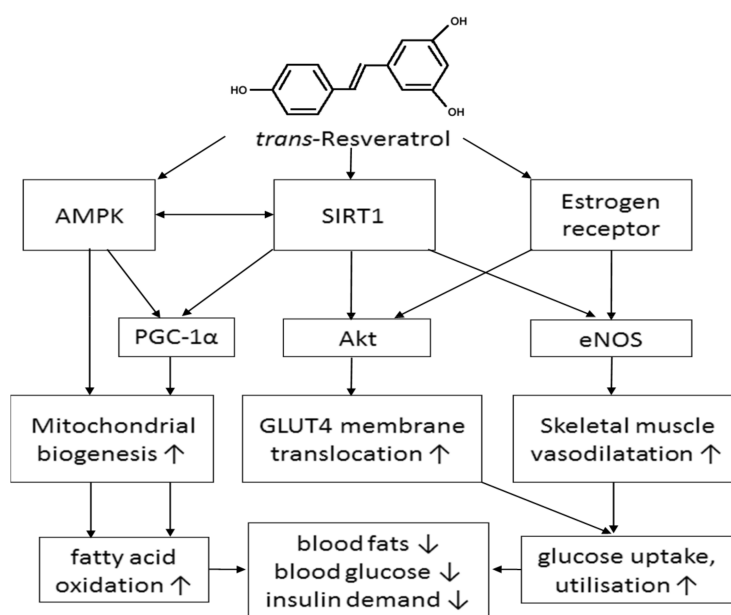 OH
HO
OH
trans-Resveratrol
AMPK
SIRT1
Estrogen
receptor
PGC-1α
Akt
eNOS
Mitochondrial
biogenesis ↑
GLUT4 membrane
translocation ↑
Skeletal muscle
vasodilatation ↑
fatty acid
oxidation ↑
blood fats ↓
blood glucose ↓
insulin demand ↓
glucose uptake,
utilisation ↑